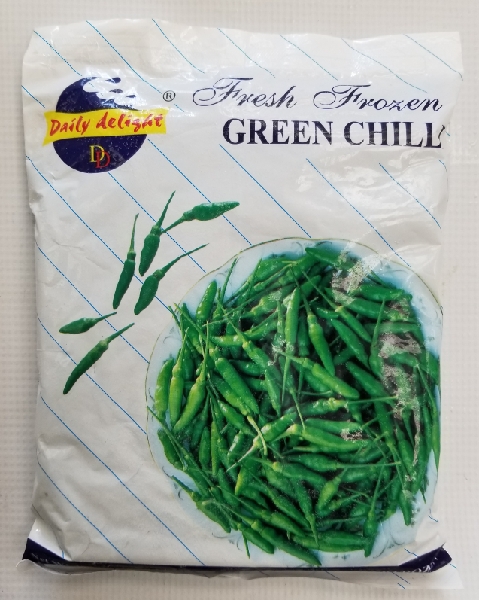 Daily delight ®
DD
Fresh Frozen
GREEN CHILL